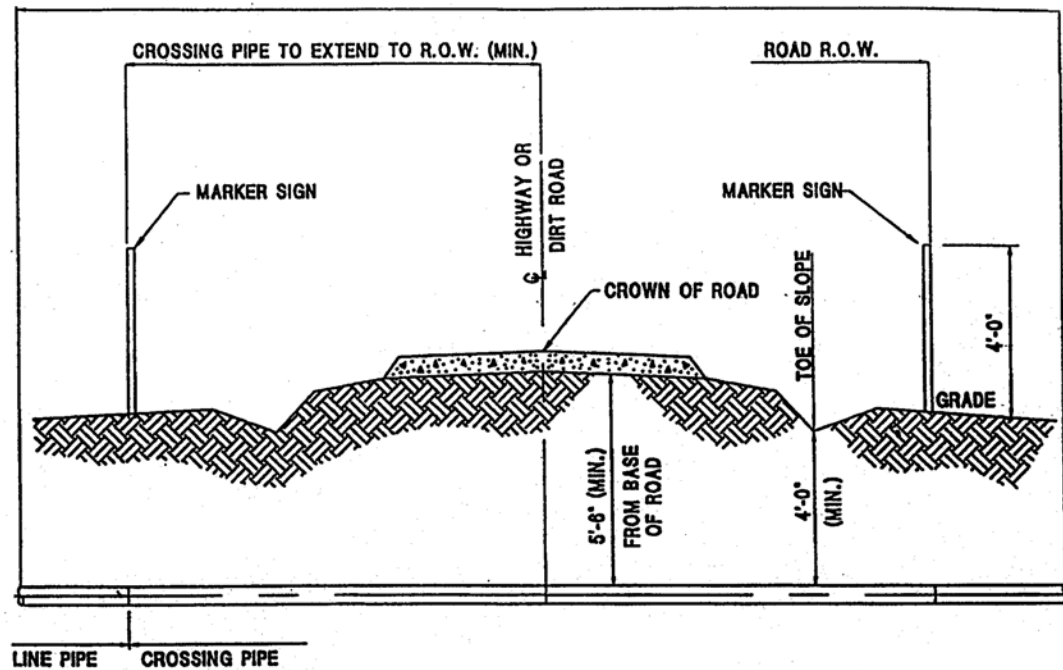 CROSSING PIPE TO EXTEND TO R.O.W. (MIN.)
ROAD R.O.W.
MARKER SIGN
HIGHWAY OR
DIRT ROAD
℄
MARKER SIGN
CROWN OF ROAD
TOE OF SLOPE
4'-0"
GRADE
5'-6" (MIN.)
FROM BASE
OF ROAD
4'-0"
(MIN.)
LINE PIPE
CROSSING PIPE